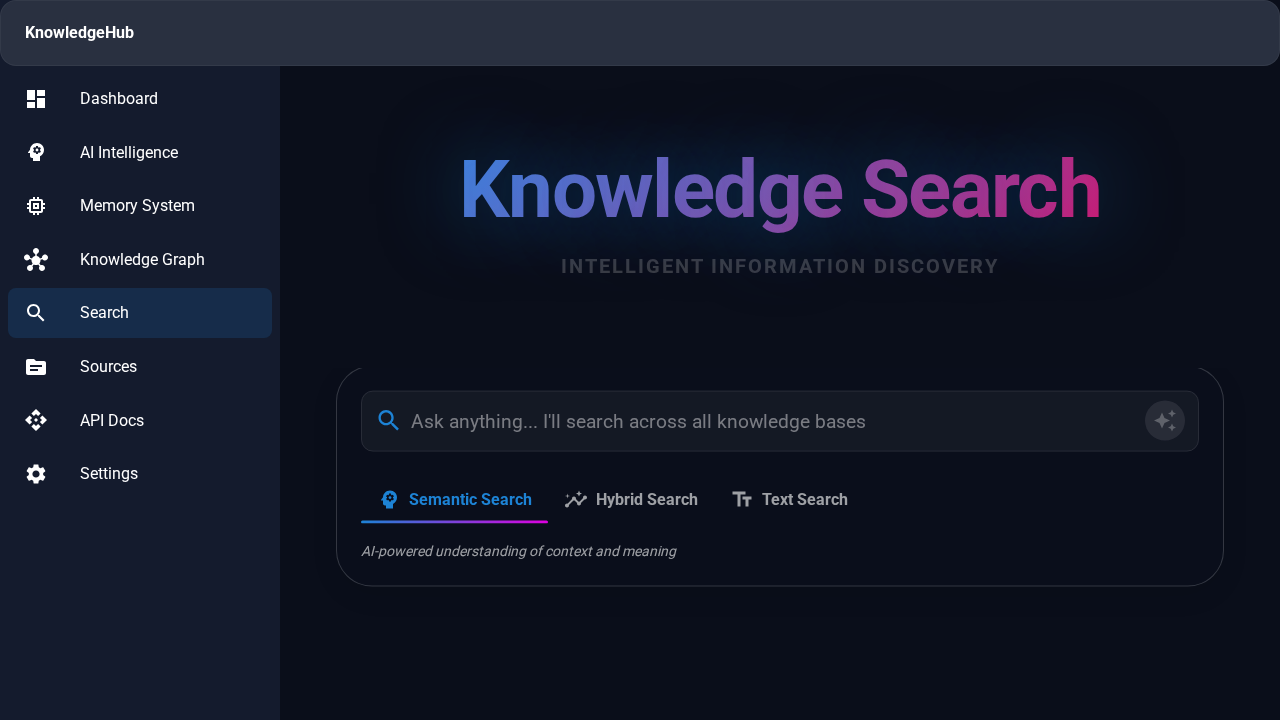 KnowledgeHub
Dashboard
AI Intelligence
Memory System
Knowledge Graph
Search
Sources
API Docs
Settings
Knowledge Search
INTELLIGENT INFORMATION DISCOVERY
Ask anything... I'll search across all knowledge bases
Semantic Search
Hybrid Search
Text Search
AI-powered understanding of context and meaning